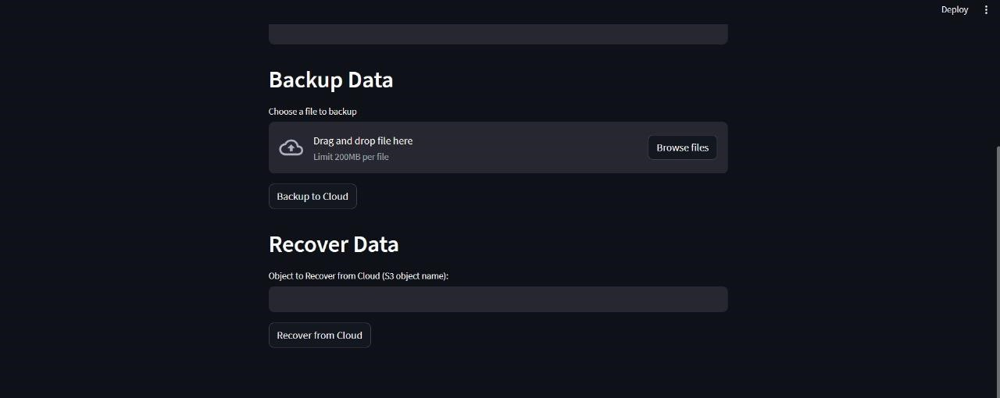 Deploy
Backup Data
Choose a file to backup
Drag and drop file here
Limit 200MB per file
Browse files
Backup to Cloud
Recover Data
Object to Recover from Cloud (S3 object name):
Recover from Cloud